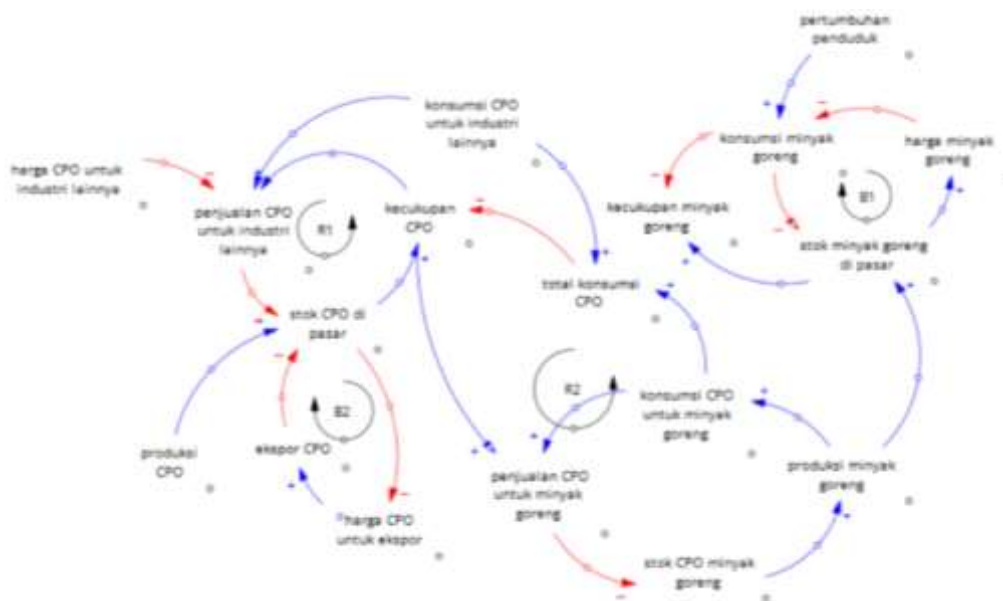 pertumbuhan
penduduk
konsumsi CPO
untuk industri
lainnya
konsumsi minyak
goreng
harga minyak
goreng
harga CPO untuk
industri lainnya
penjualan CPO
untuk industri
lainnya
R1
kecukupan
CPO
kecukupan minyak
goreng
B1
stok minyak goreng
di pasar
total konsumsi
CPO
stok CPO di
pasar
R2
konsumsi CPO
untuk minyak
goreng
B2
produksi
CPO
ekspor CPO
penjualan CPO
untuk minyak
goreng
produksi minyak
goreng
harga CPO
untuk ekspor
stok CPO minyak
goreng